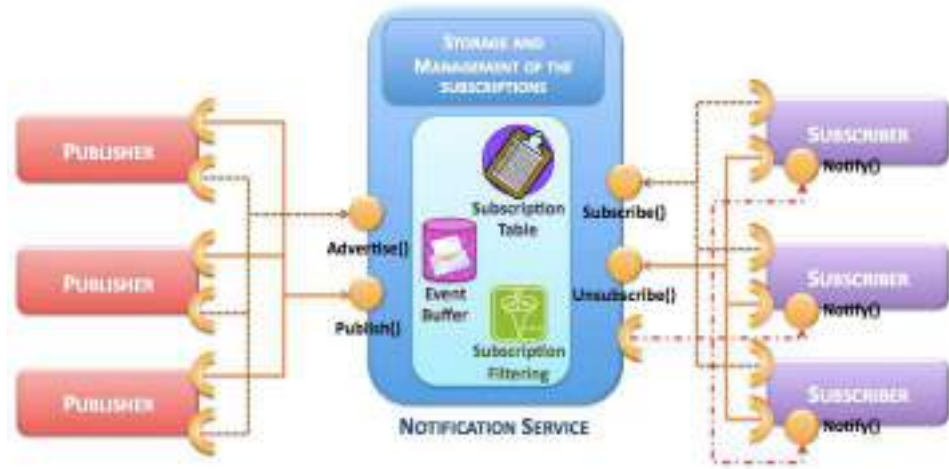 STORAGE AND
MANAGEMENT OF THE
SUBSCRIPTIONS
PUBLISHER
PUBLISHER
PUBLISHER
Advertise()
Publish()
Subscription
Table
Event
Buffer
Subscription
Filtering
NOTIFICATION SERVICE
Subscribe()
Unsubscribe()
SUBSCRIBER
Notify()
SUBSCRIBER
Notify()
SUBSCRIBER
Notify()